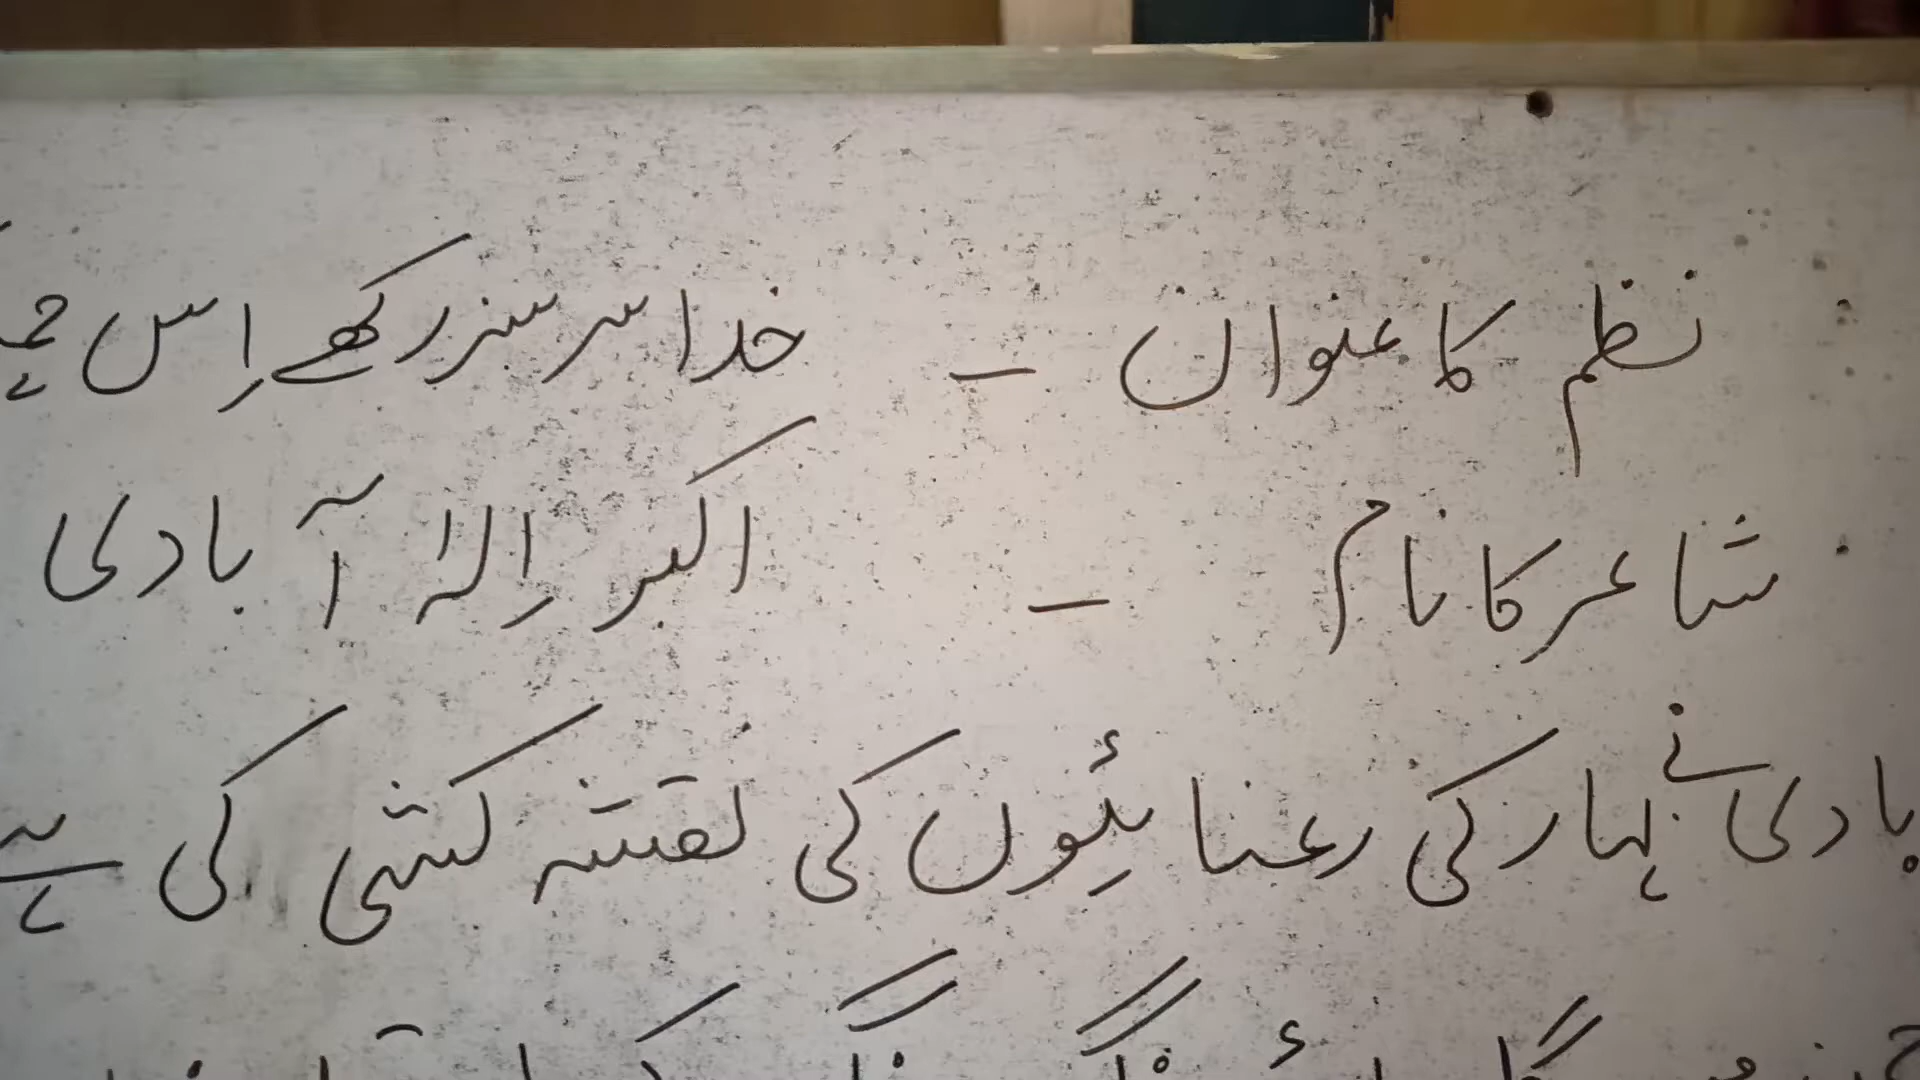 نظم کا عنوان ۔ خدا سرسبز رکھے اِس
شاعر کا نام ۔ اکبر اِلہٰ آبادی
بادی نے بہار کی رعنائیوں کی نقشہ کشی کی ہے